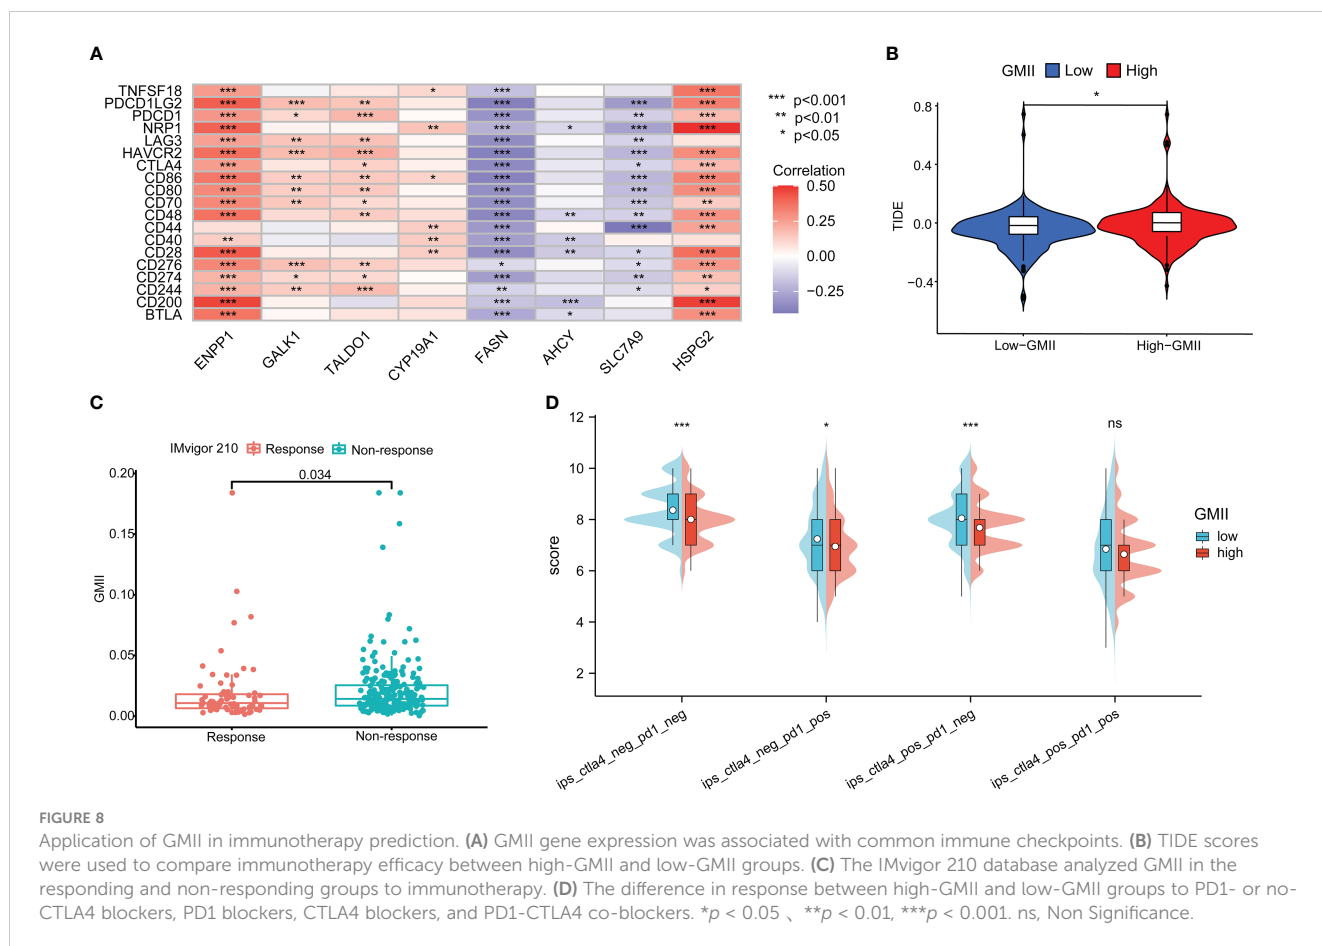 A
TNFSF18 *** * *** ***
PDCD1LG2 *** *** ** *** *** ***
PDCD1 *** * *** *** ** ***
NRP1 *** ** *** * *** ***
LAG3 *** ** ** *** **
HAVCR2 *** *** *** *** *** ***
CTLA4 *** * *** * ***
CD86 *** ** ** * *** *** ***
CD80 *** ** ** *** *** ***
CD70 *** ** * *** *** **
CD48 *** ** *** ** ** ***
CD44 ** *** *** ***
CD40 ** ** *** **
CD28 *** ** *** ** * ***
CD276 *** *** ** * * ***
CD274 *** * * *** ** **
CD244 *** ** *** ** * *
CD200 *** *** *** ***
BTLA *** *** * ***
ENPP1 GALK1 TALDO1 CYP19A1 FASN AHCY SLC7A9 HSPG2
*** p<0.001
** p<0.01
* p<0.05
Correlation
0.50
0.25
0.00
−0.25
B
GMII Low High
*
TIDE
0.8
0.4
0.0
−0.4
Low−GMII High−GMII
C
IMvigor 210 Response Non-response
0.034
GMII
0.20
0.15
0.10
0.05
0.00
Response Non-response
D
score
12
10
8
6
4
2
*** * *** ns
GMII
low
high
ips_ctla4_neg_pd1_neg ips_ctla4_neg_pd1_pos ips_ctla4_pos_pd1_neg ips_ctla4_pos_pd1_pos
FIGURE 8
Application of GMII in immunotherapy prediction. (A) GMII gene expression was associated with common immune checkpoints. (B) TIDE scores
were used to compare immunotherapy efficacy between high-GMII and low-GMII groups. (C) The IMvigor 210 database analyzed GMII in the
responding and non-responding groups to immunotherapy. (D) The difference in response between high-GMII and low-GMII groups to PD1- or no-
CTLA4 blockers, PD1 blockers, CTLA4 blockers, and PD1-CTLA4 co-blockers. *p < 0.05 、**p < 0.01, ***p < 0.001. ns, Non Significance.